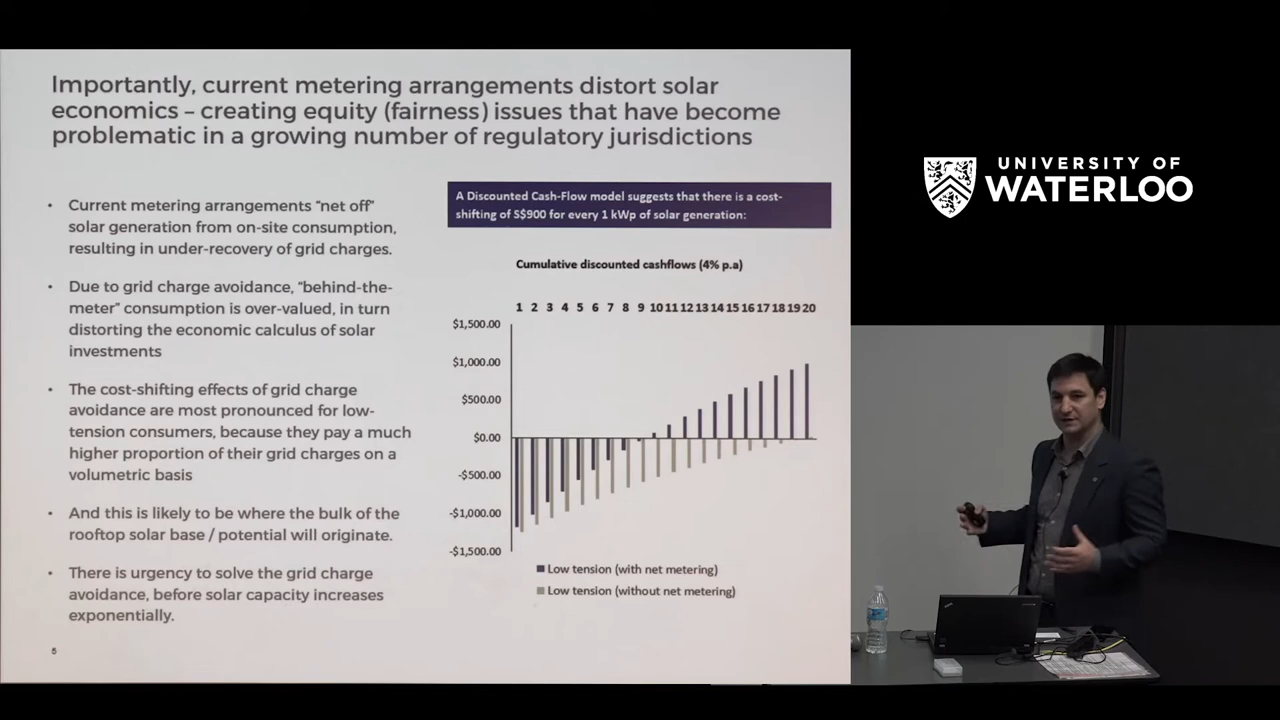 Importantly, current metering arrangements distort solar
economics – creating equity (fairness) issues that have become
problematic in a growing number of regulatory jurisdictions
• Current metering arrangements “net off”
solar generation from on-site consumption,
resulting in under-recovery of grid charges.
• Due to grid charge avoidance, “behind-the-
meter” consumption is over-valued, in turn
distorting the economic calculus of solar
investments
• The cost-shifting effects of grid charge
avoidance are most pronounced for low-
tension consumers, because they pay a much
higher proportion of their grid charges on a
volumetric basis
• And this is likely to be where the bulk of the
rooftop solar base / potential will originate.
• There is urgency to solve the grid charge
avoidance, before solar capacity increases
exponentially.
5
A Discounted Cash-Flow model suggests that there is a cost-
shifting of S$900 for every 1 kWp of solar generation:
Cumulative discounted cashflows (4% p.a)
1 2 3 4 5 6 7 8 9 10 11 12 13 14 15 16 17 18 19 20
$1,500.00
$1,000.00
$500.00
$0.00
-$500.00
-$1,000.00
-$1,500.00
Low tension (with net metering)
Low tension (without net metering)
UNIVERSITY OF
WATERLOO